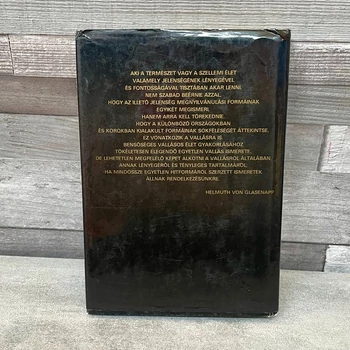 AKI A TERMÉSZET VAGY A SZELLEMI ÉLET
VALAMELY JELENSÉGÉNEK LÉNYEGÉVEL
ÉS FONTOSSÁGÁVAL TISZTÁBAN AKAR LENNI,
NEM SZABAD BEÉRNIE AZZAL,
HOGY AZ ILLETŐ JELENSÉG MEGNYILVÁNULÁSI FORMÁINAK
EGYIKÉT MEGISMERI,
HANEM ARRA KELL TÖREKEDNIE,
HOGY A KÜLÖNBÖZŐ ORSZÁGOKBAN
ÉS KOROKBAN KIALAKULT FORMÁINAK SOKFÉLESÉGÉT ÁTTEKINTSE.
EZ VONATKOZIK A VALLÁSRA IS.
BENSŐSÉGES VALLÁSOS ÉLET GYAKORLÁSÁHOZ
TÖKÉLETESEN ELEGENDŐ EGYETLEN VALLÁS ISMERETE,
DE LEHETETLEN MEGFELELŐ KÉPET ALKOTNI A VALLÁSRÓL ÁLTALÁBAN
ANNAK LÉNYEGÉRŐL ÉS TÉNYLEGES TARTALMÁRÓL,
HA MINDÖSSZE EGYETLEN HITFORMÁRÓL SZERZETT ISMERETEK
ÁLLNAK RENDELKEZÉSÜNKRE.
HELMUTH VON GLASENAPP